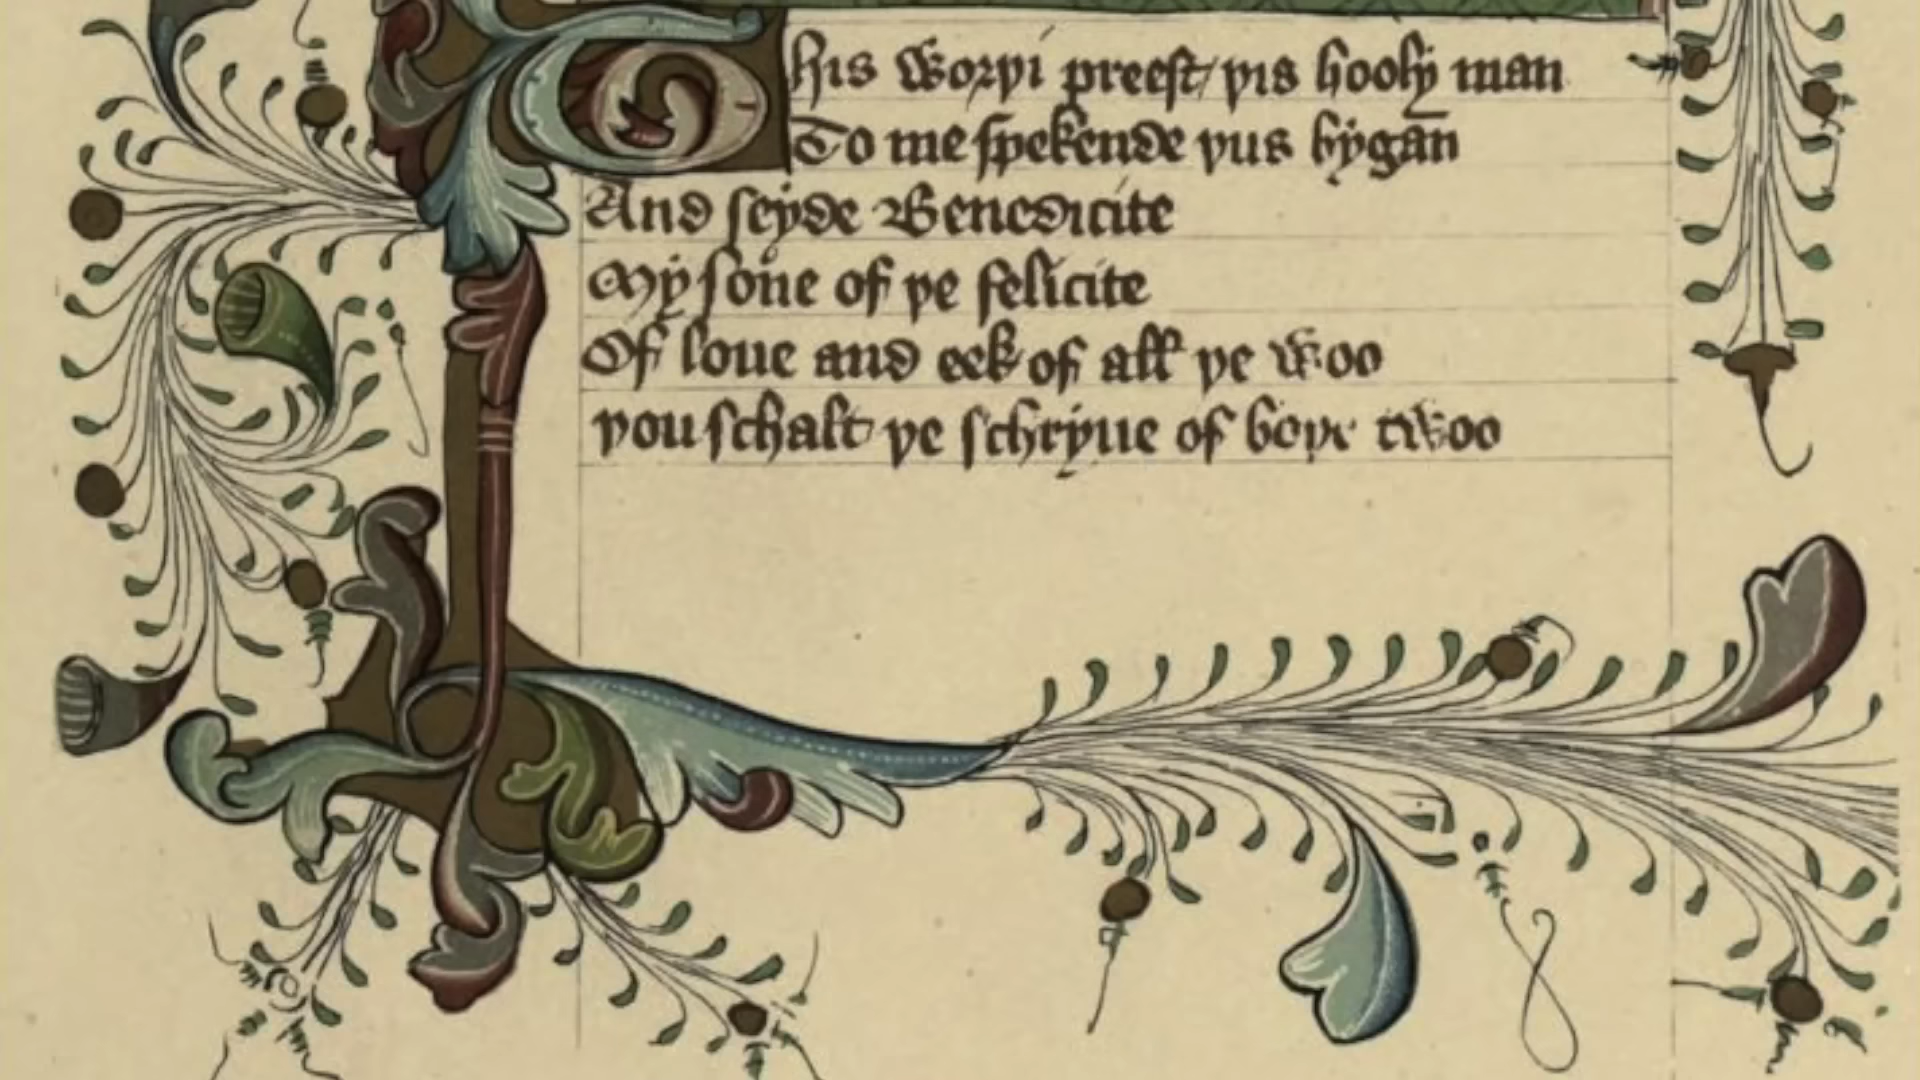 This worþi preest / þis hooly man
To me spekende þus bygan
And seyde Benedicite
My sone of þe felicite
Of loue and eek of all þe woo
þou schalt þe schryue of boþe twoo